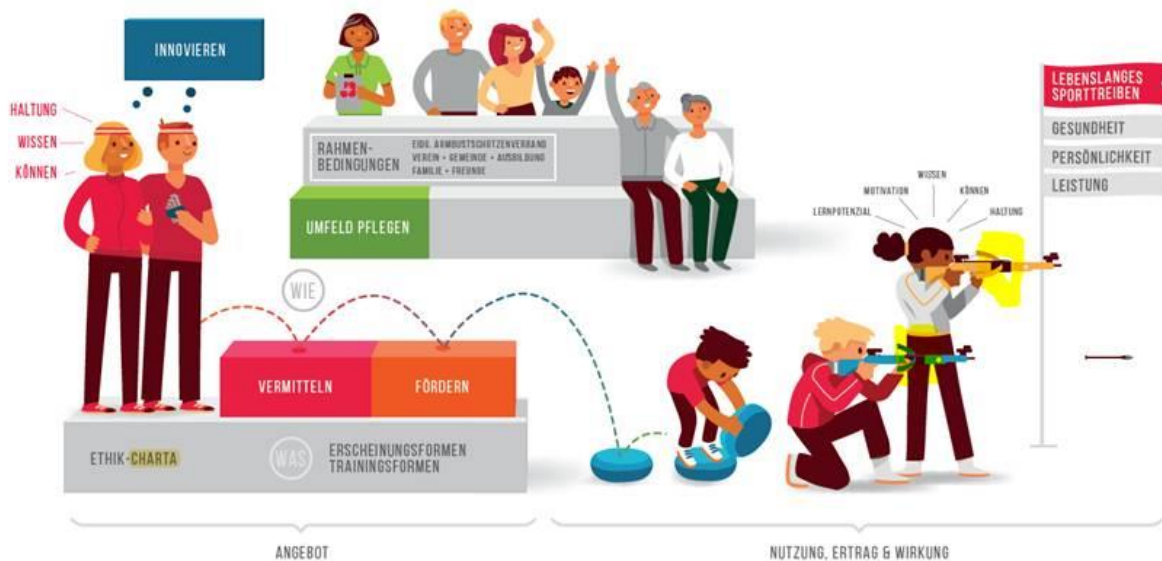 INNOVIEREN
HALTUNG
WISSEN
KÖNNEN
RAHMEN-
BEDINGUNGEN
EIDG. ARMBUSTSCHÜTZENVERBAND
VEREIN + GEMEINDE + AUSBILDUNG
FAMILIE + FREUNDE
UMFELD PFLEGEN
LEBENSLANGES
SPORTTREIBEN
GESUNDHEIT
PERSÖNLICHKEIT
LEISTUNG
WISSEN
MOTIVATION
KÖNNEN
LERNPOTENZIAL
HALTUNG
WIE
VERMITTELN
FÖRDERN
ETHIK-CHARTA
WAS
ERSCHEINUNGSFORMEN
TRAININGSFORMEN
ANGEBOT
NUTZUNG, ERTRAG & WIRKUNG